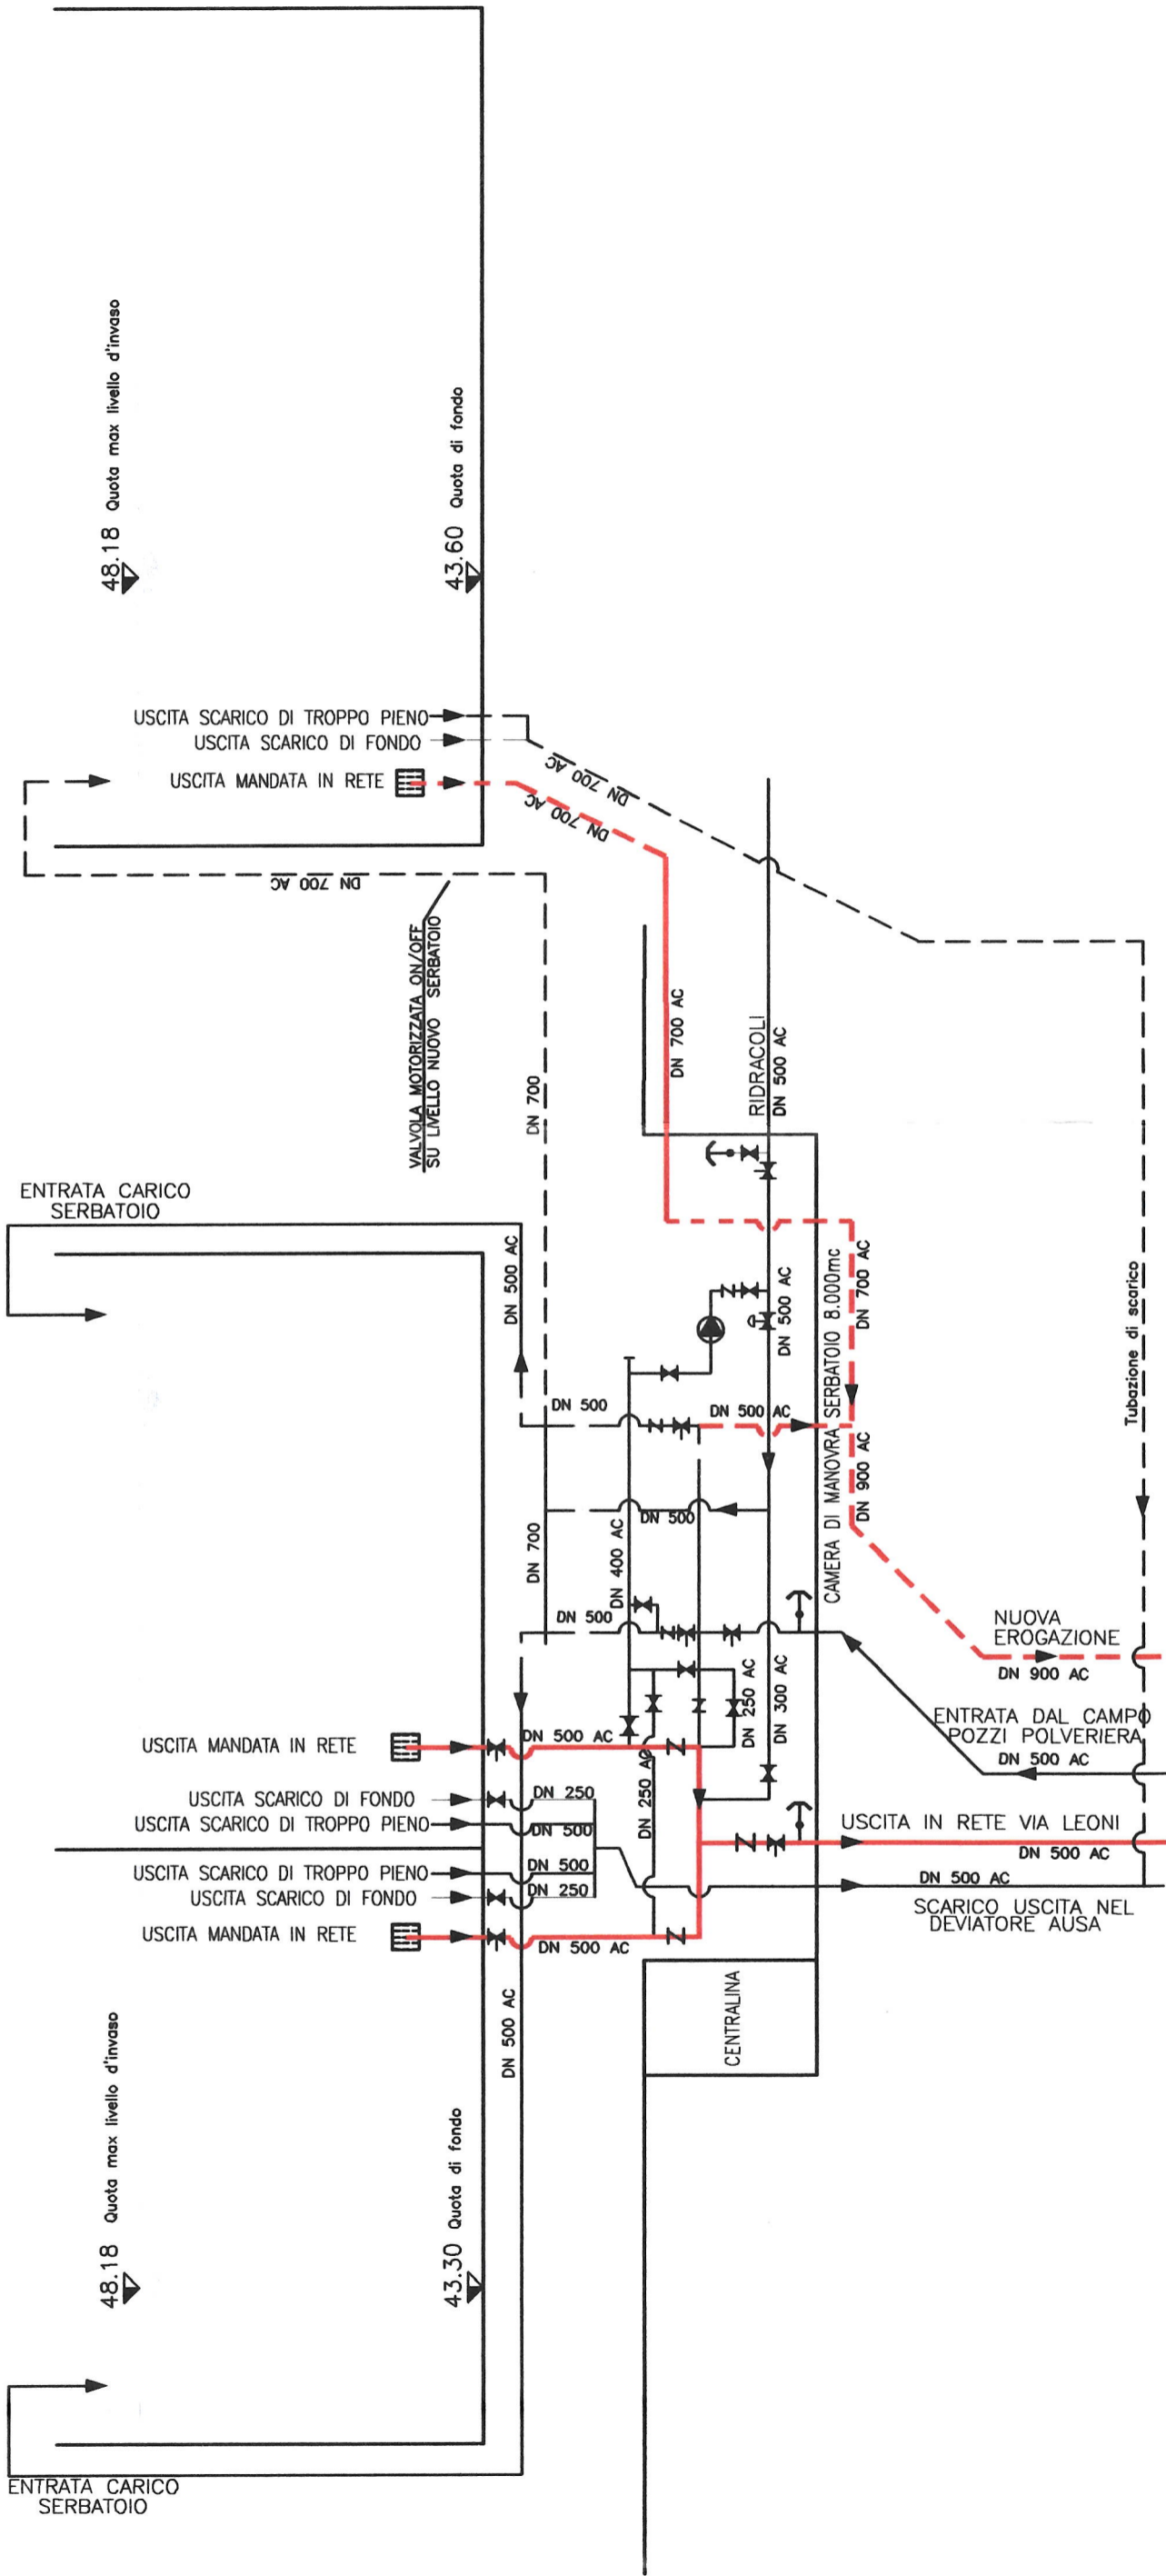 48.18 Quota max livello d'invaso
43.60 Quota di fondo
USCITA SCARICO DI TROPPO PIENO
USCITA SCARICO DI FONDO
USCITA MANDATA IN RETE
DN 700 AC
DN 700 AC
DN 700 AC
VALVOLA MOTORIZZATA ON/OFF
SU LIVELLO NUOVO SERBATOIO
DN 700
DN 700 AC
RIDRACOLI
DN 500 AC
ENTRATA CARICO
SERBATOIO
DN 500 AC
DN 500 AC
DN 700 AC
CAMERA DI MANOVRA SERBATOIO 8.000mc
Tubazione di scarico
DN 500
DN 500 AC
DN 900 AC
DN 500
DN 700
DN 400 AC
DN 500
NUOVA
EROGAZIONE
DN 900 AC
DN 250 AC
DN 300 AC
ENTRATA DAL CAMPO
POZZI POLVERIERA
DN 500 AC
USCITA MANDATA IN RETE
DN 500 AC
DN 250 AC
USCITA SCARICO DI FONDO
DN 250
USCITA SCARICO DI TROPPO PIENO
DN 500
USCITA IN RETE VIA LEONI
DN 500 AC
USCITA SCARICO DI TROPPO PIENO
DN 500
USCITA SCARICO DI FONDO
DN 250
DN 500 AC
SCARICO USCITA NEL
DEVIATORE AUSA
USCITA MANDATA IN RETE
DN 500 AC
DN 500 AC
CENTRALINA
48.18 Quota max livello d'invaso
43.30 Quota di fondo
ENTRATA CARICO
SERBATOIO